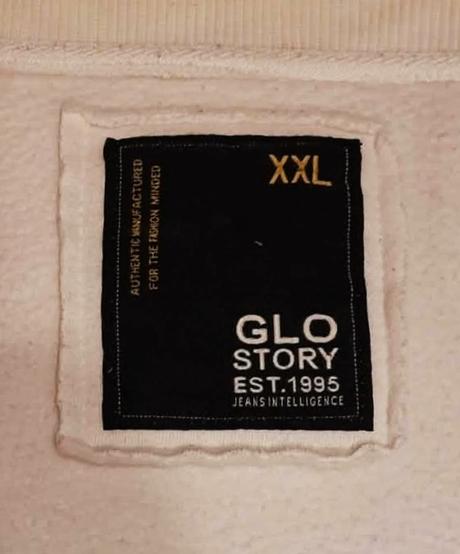 XXL
AUTHENTIC MANUFACTURED
FOR THE FASHION MINDED
GLO
STORY
EST.1995
JEANS INTELLIGENCE